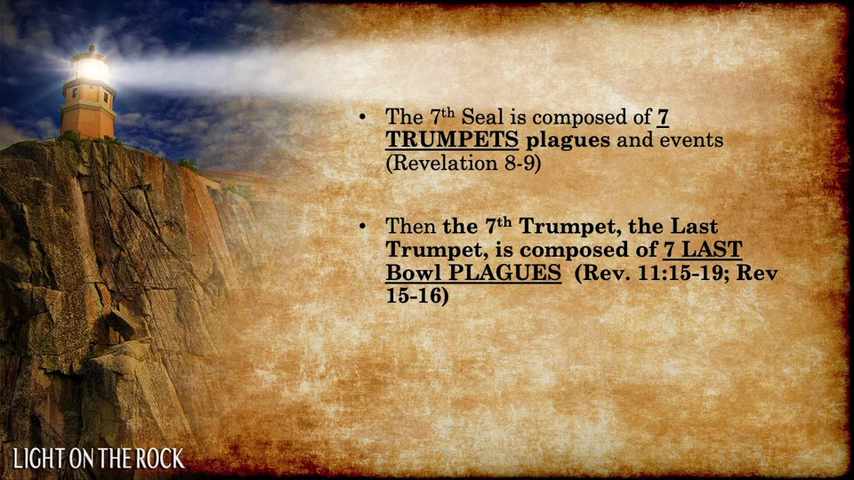 • The 7th Seal is composed of 7
TRUMPETS plagues and events
(Revelation 8-9)
• Then the 7th Trumpet, the Last
Trumpet, is composed of 7 LAST
Bowl PLAGUES (Rev. 11:15-19; Rev
15-16)
LIGHT ON THE ROCK